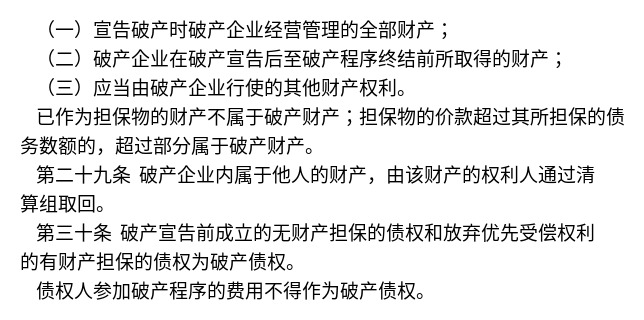 （一）宣告破产时破产企业经营管理的全部财产；
（二）破产企业在破产宣告后至破产程序终结前所取得的财产；
（三）应当由破产企业行使的其他财产权利。
已作为担保物的财产不属于破产财产；担保物的价款超过其所担保的债
务数额的，超过部分属于破产财产。
第二十九条 破产企业内属于他人的财产，由该财产的权利人通过清
算组取回。
第三十条 破产宣告前成立的无财产担保的债权和放弃优先受偿权利
的有财产担保的债权为破产债权。
债权人参加破产程序的费用不得作为破产债权。